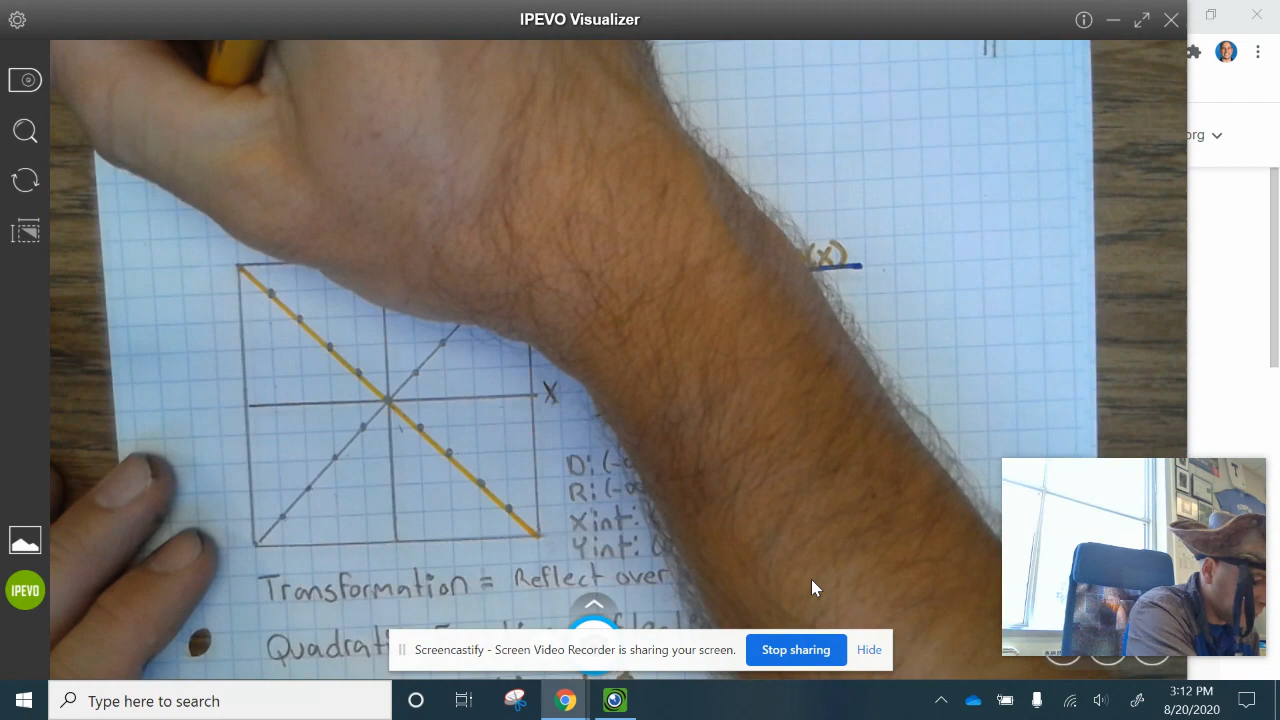 IPEVO Visualizer
org
(x)
X
D: (-∞
R: (-∞
Xint:
Yint:
Transformation = Reflect over
IPEVO
Screencastify - Screen Video Recorder is sharing your screen.
Stop sharing
Hide
Type here to search
3:12 PM
8/20/2020